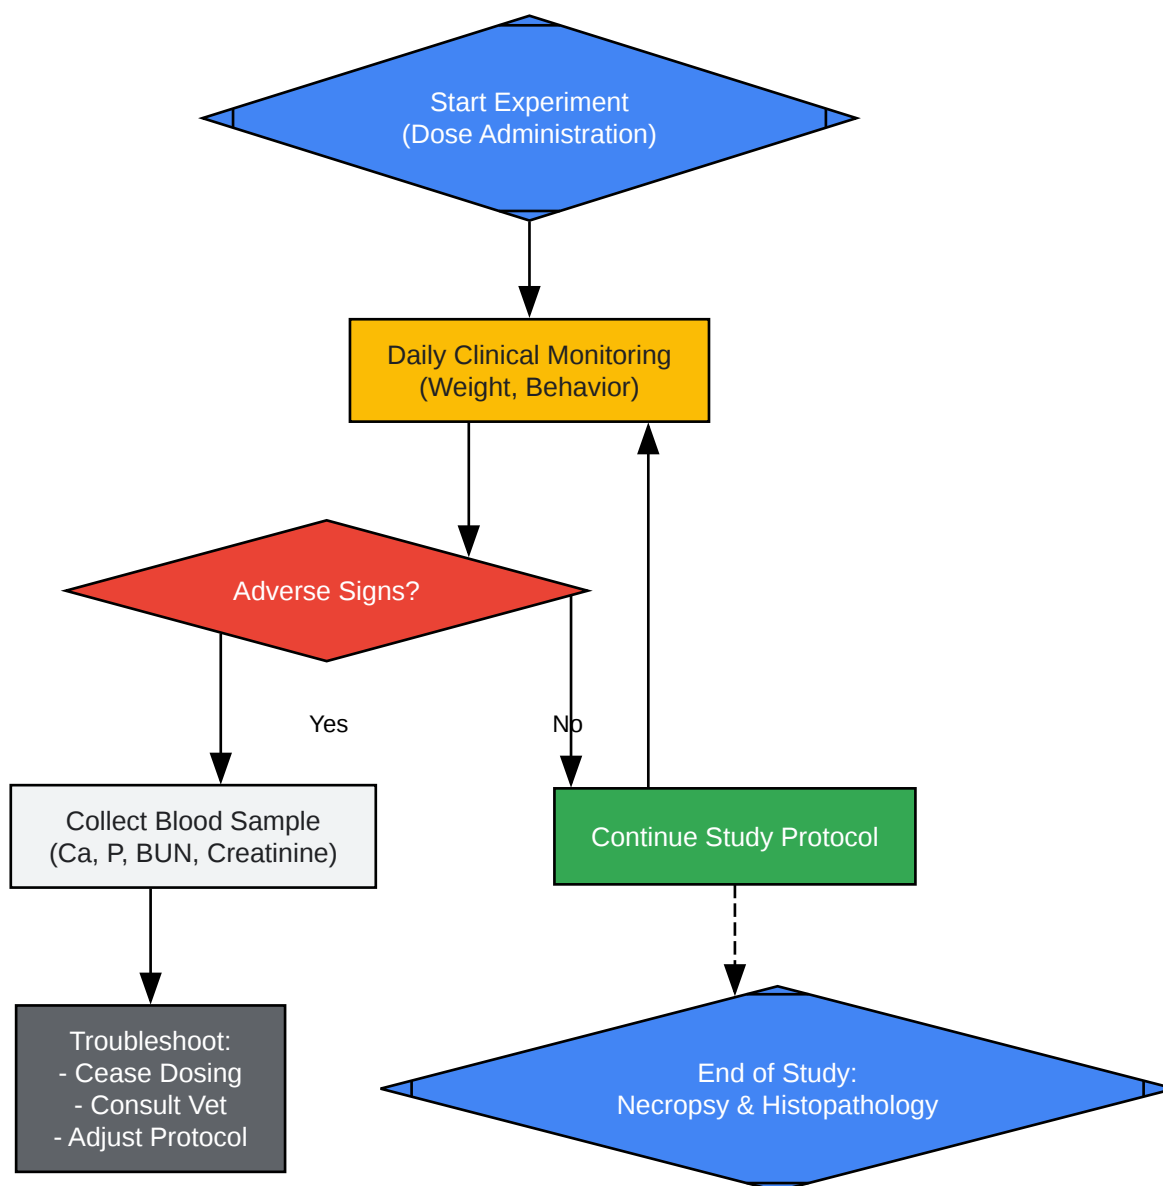 Start Experiment
(Dose Administration)
Daily Clinical Monitoring
(Weight, Behavior)
Adverse Signs?
Yes
No
Collect Blood Sample
(Ca, P, BUN, Creatinine)
Continue Study Protocol
Troubleshoot:
- Cease Dosing
- Consult Vet
- Adjust Protocol
End of Study:
Necropsy & Histopathology